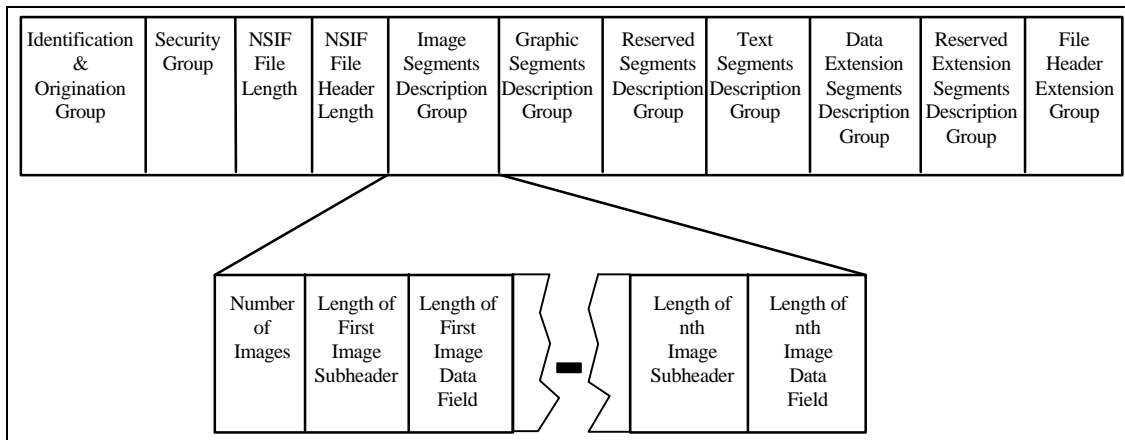 Identification
&
Origination
Group
Security
Group
NSIF
File
Length
NSIF
File
Header
Length
Image
Segments
Description
Group
Graphic
Segments
Description
Group
Reserved
Segments
Description
Group
Text
Segments
Description
Group
Data
Extension
Segments
Description
Group
Reserved
Extension
Segments
Description
Group
File
Header
Extension
Group
Number
of
Images
Length of
First
Image
Subheader
Length of
First
Image
Data
Field
Length of
nth
Image
Subheader
Length of
nth
Image
Data
Field